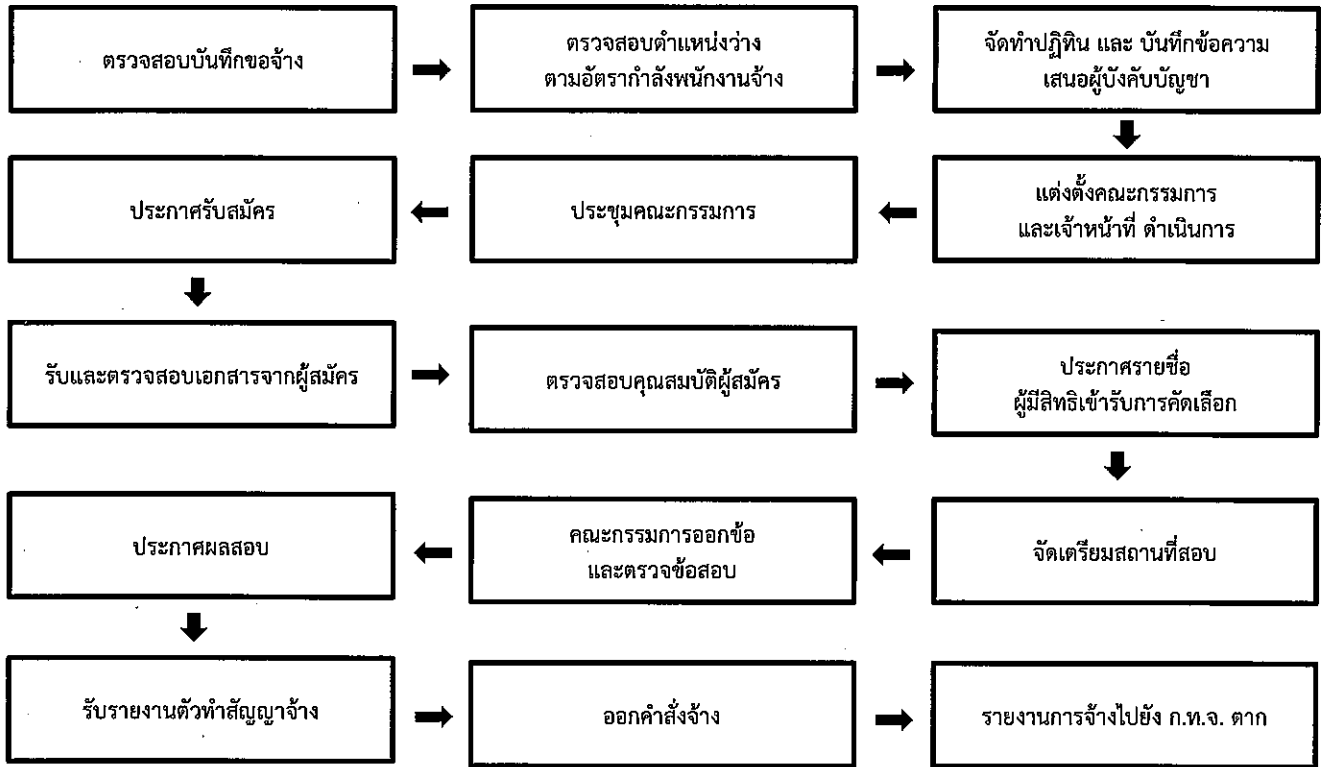 ตรวจสอบบันทึกขอจ้าง
ตรวจสอบตำแหน่งว่าง
ตามอัตรากำลังพนักงานจ้าง
จัดทำปฏิทิน และ บันทึกข้อความ
เสนอผู้บังคับบัญชา
แต่งตั้งคณะกรรมการ
และเจ้าหน้าที่ ดำเนินการ
ประชุมคณะกรรมการ
ประกาศรับสมัคร
รับและตรวจสอบเอกสารจากผู้สมัคร
ตรวจสอบคุณสมบัติผู้สมัคร
ประกาศรายชื่อ
ผู้มีสิทธิเข้ารับการคัดเลือก
จัดเตรียมสถานที่สอบ
คณะกรรมการออกข้อ
และตรวจข้อสอบ
ประกาศผลสอบ
รับรายงานตัวทำสัญญาจ้าง
ออกคำสั่งจ้าง
รายงานการจ้างไปยัง ก.ท.จ. ตาก